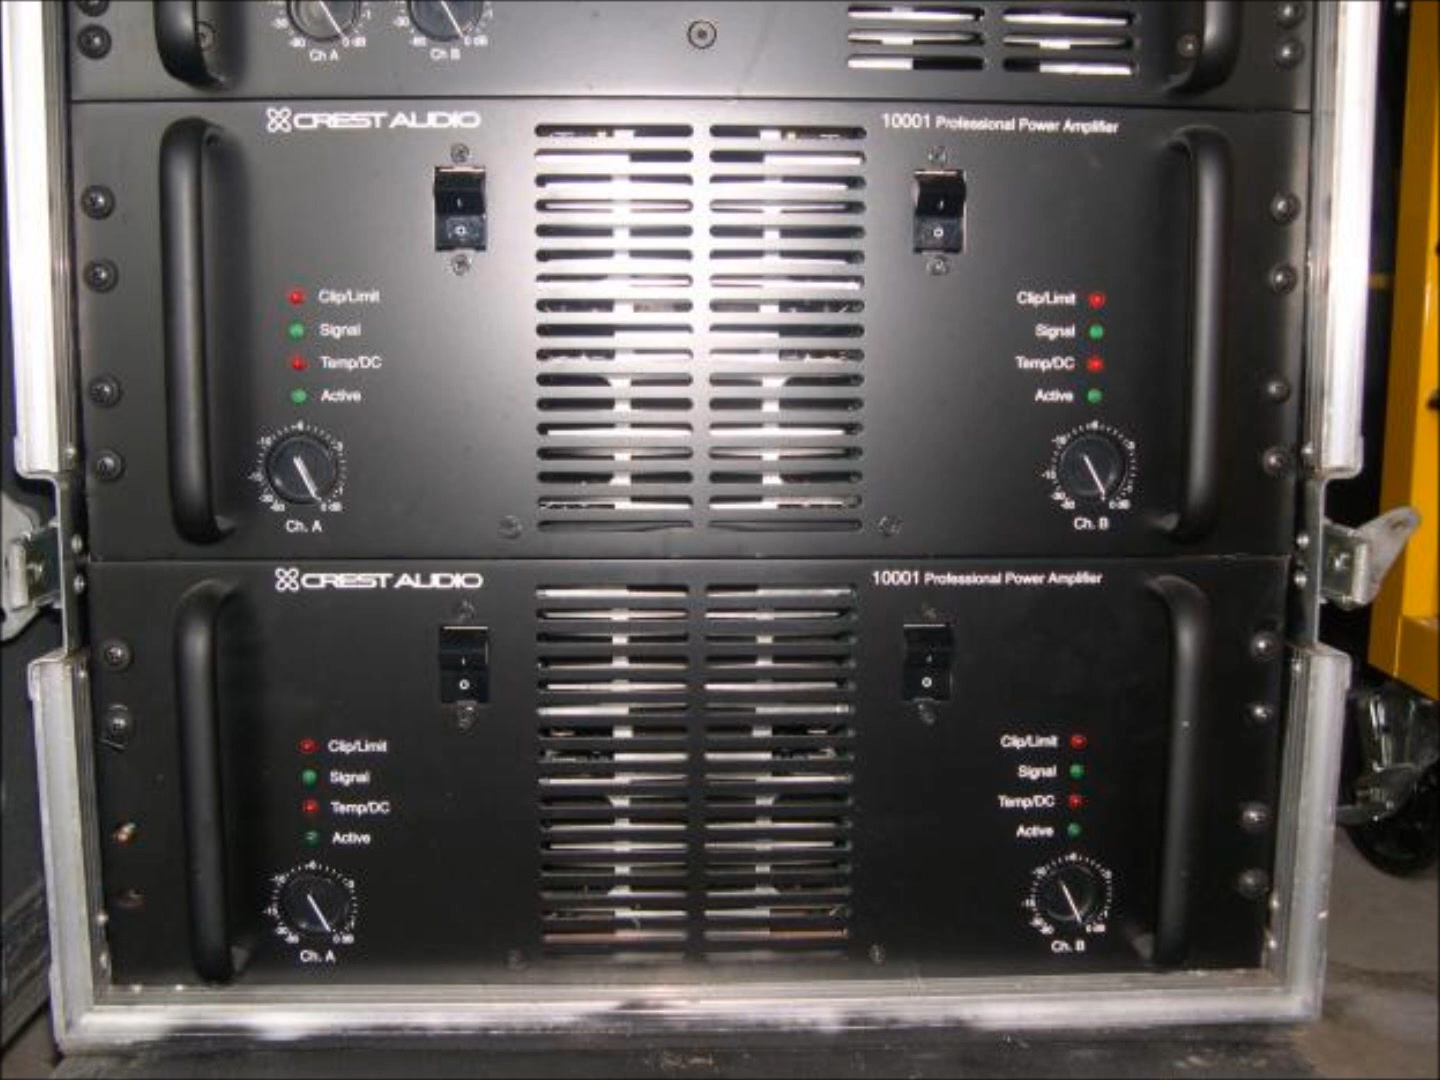 Ch A
Ch B
CREST AUDIO
10001 Professional Power Amplifier
Clip/Limit
Signal
Temp/DC
Active
Ch. A
Clip/Limit
Signal
Temp/DC
Active
Ch. B
CREST AUDIO
10001 Professional Power Amplifier
Clip/Limit
Signal
Temp/DC
Active
Ch. A
Clip/Limit
Signal
Temp/DC
Active
Ch. B